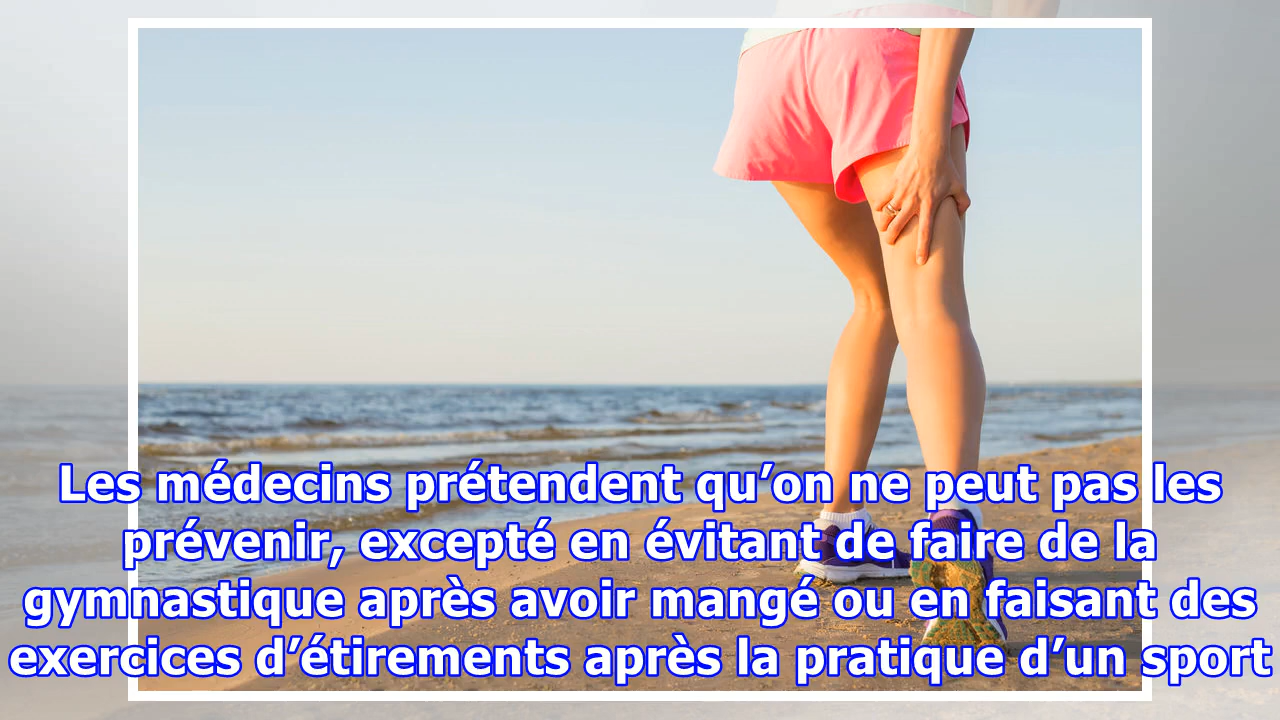 Les médecins prétendent qu’on ne peut pas les
prévenir, excepté en évitant de faire de la
gymnastique après avoir mangé ou en faisant des
exercices d’étirements après la pratique d’un sport